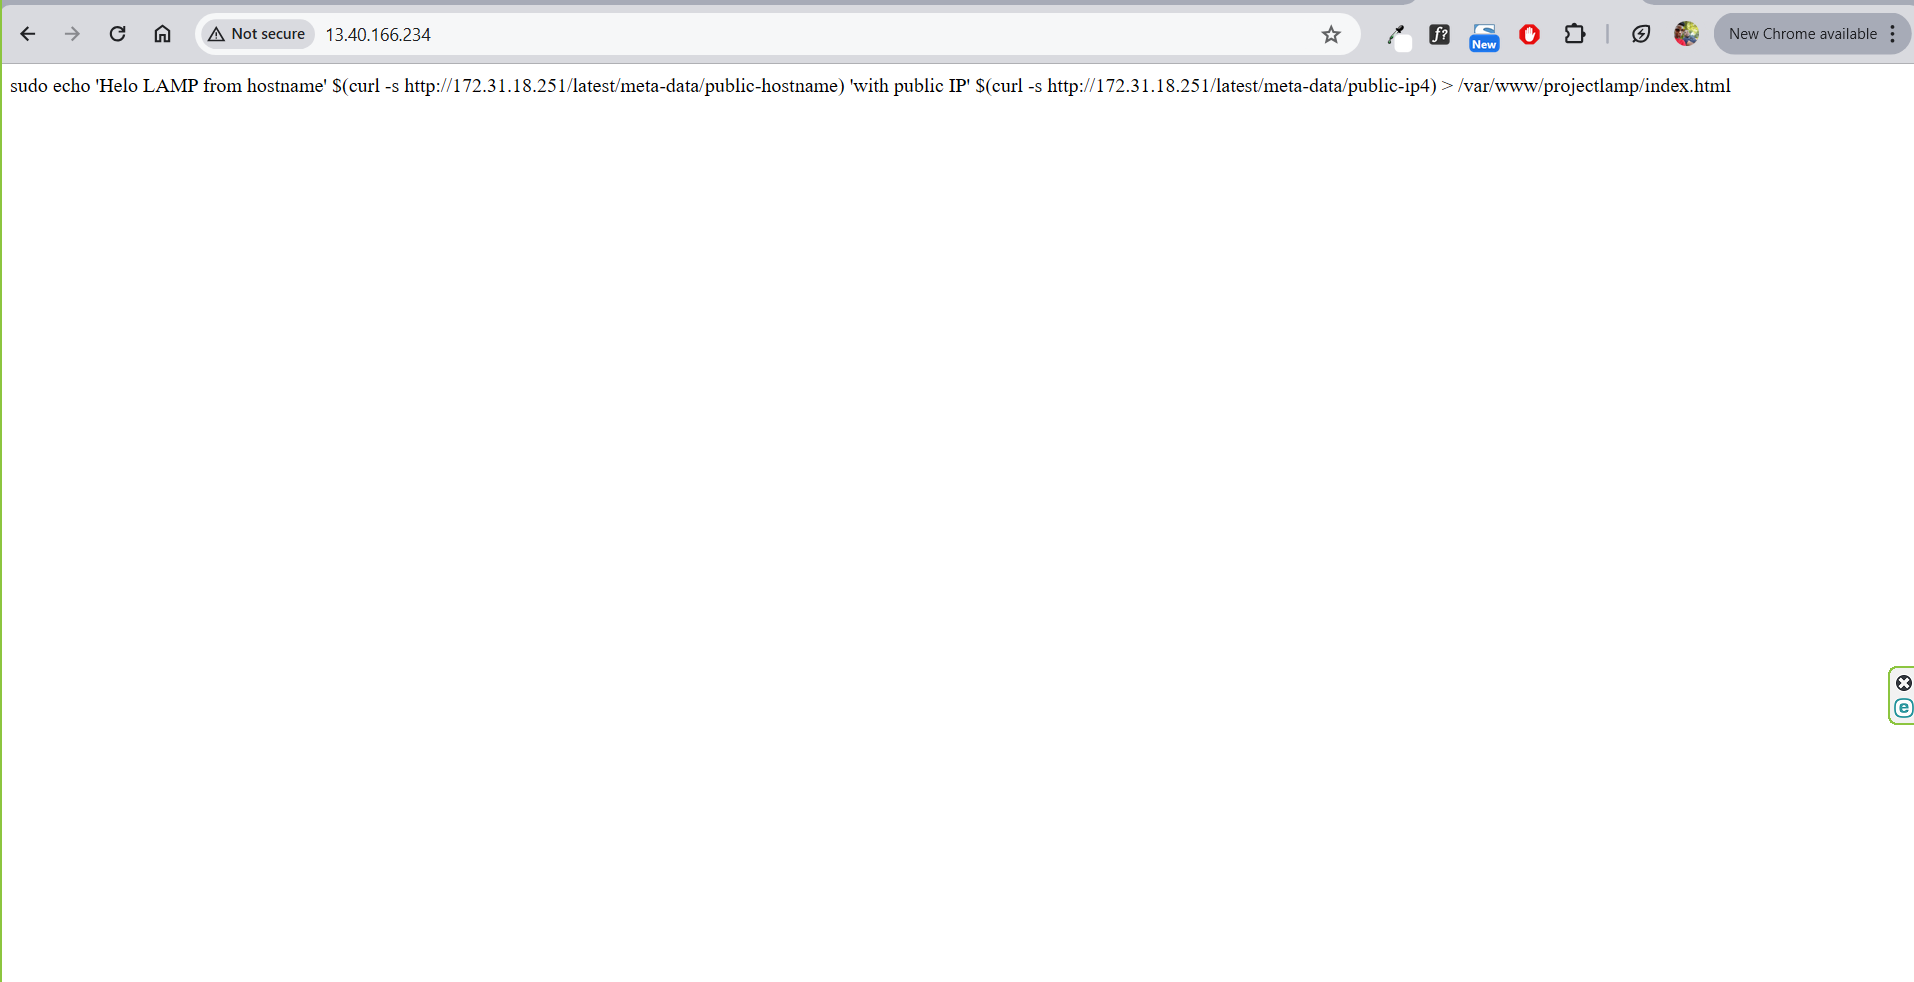 Not secure 13.40.166.234 f? New New Chrome available
sudo echo 'Helo LAMP from hostname' $(curl -s http://172.31.18.251/latest/meta-data/public-hostname) 'with public IP' $(curl -s http://172.31.18.251/latest/meta-data/public-ip4) > /var/www/projectlamp/index.html
e